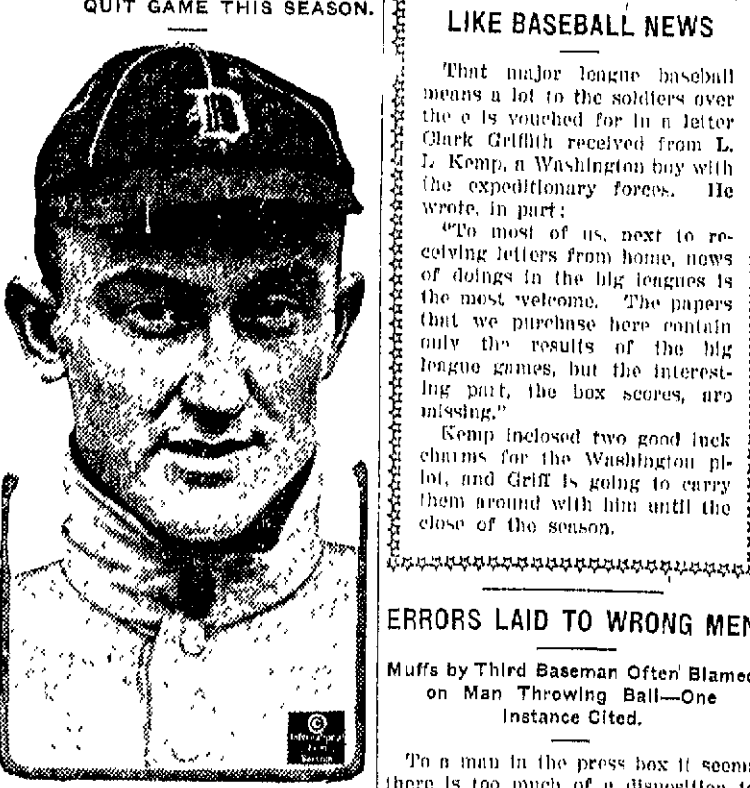 QUIT GAME THIS SEASON.
D
LIKE BASEBALL NEWS
That major league baseball
means a lot to the soldiers over
the e is vouched for in a letter
Clark Griffith received from L.
L. Kemp, a Washington boy with
the expeditionary forces. He
wrote, in part:
"To most of us, next to re-
ceiving letters from home, news
of doings in the big leagues is
the most welcome. The papers
that we purchase here contain
only the results of the big
league games, but the interest-
ing part, the box scores, are
missing."
Kemp inclosed two good luck
charms for the Washington pi-
lot, and Griff is going to carry
them around with him until the
close of the season.
ERRORS LAID TO WRONG MEN
Muffs by Third Baseman Often Blamed
on Man Throwing Ball—One
Instance Cited.
To a man in the press box it seems
there is too much of a disposition to